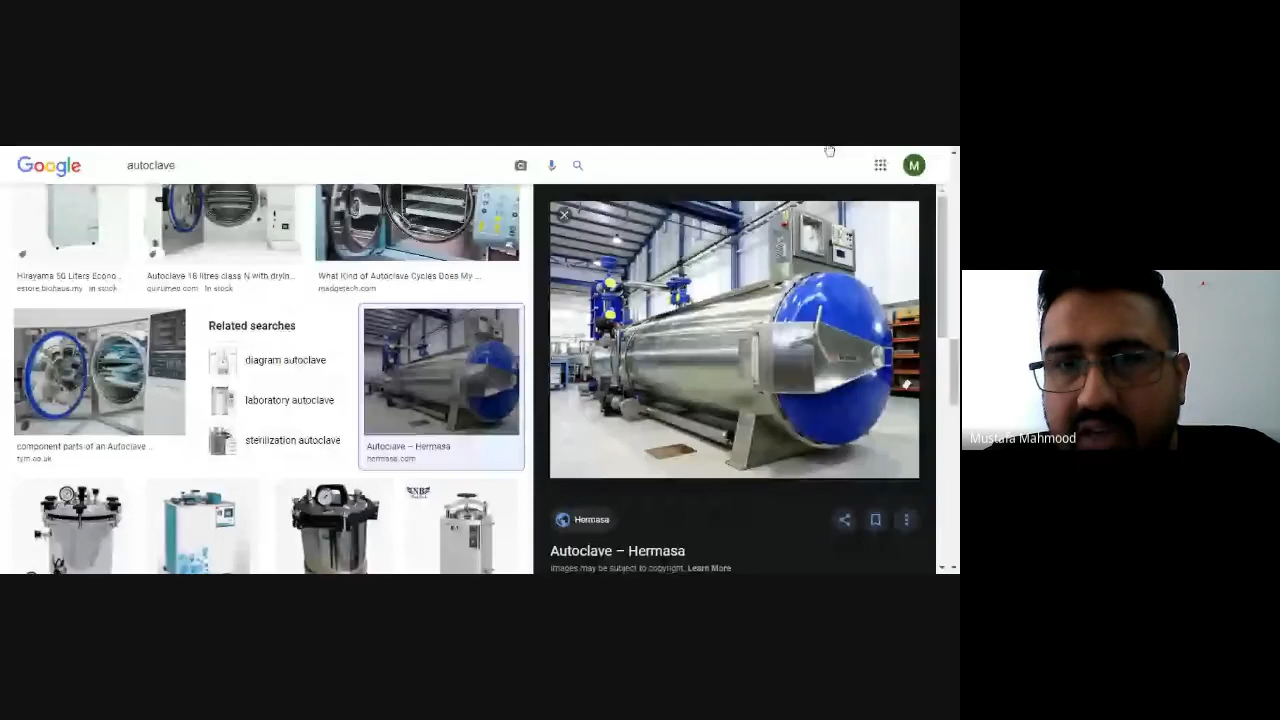 Google
autoclave
M
Hirayama 50 Liters Econo...
estore.biohaus.my In stock
Autoclave 18 litres class N with dryin...
quirumed.com In stock
What Kind of Autoclave Cycles Does My ...
madgetech.com
Related searches
diagram autoclave
laboratory autoclave
sterilization autoclave
component parts of an Autoclave ...
Autoclave – Hermasa
hermasa.com
Hermasa
Autoclave – Hermasa
Images may be subject to copyright. Learn More
Mustafa Mahmood